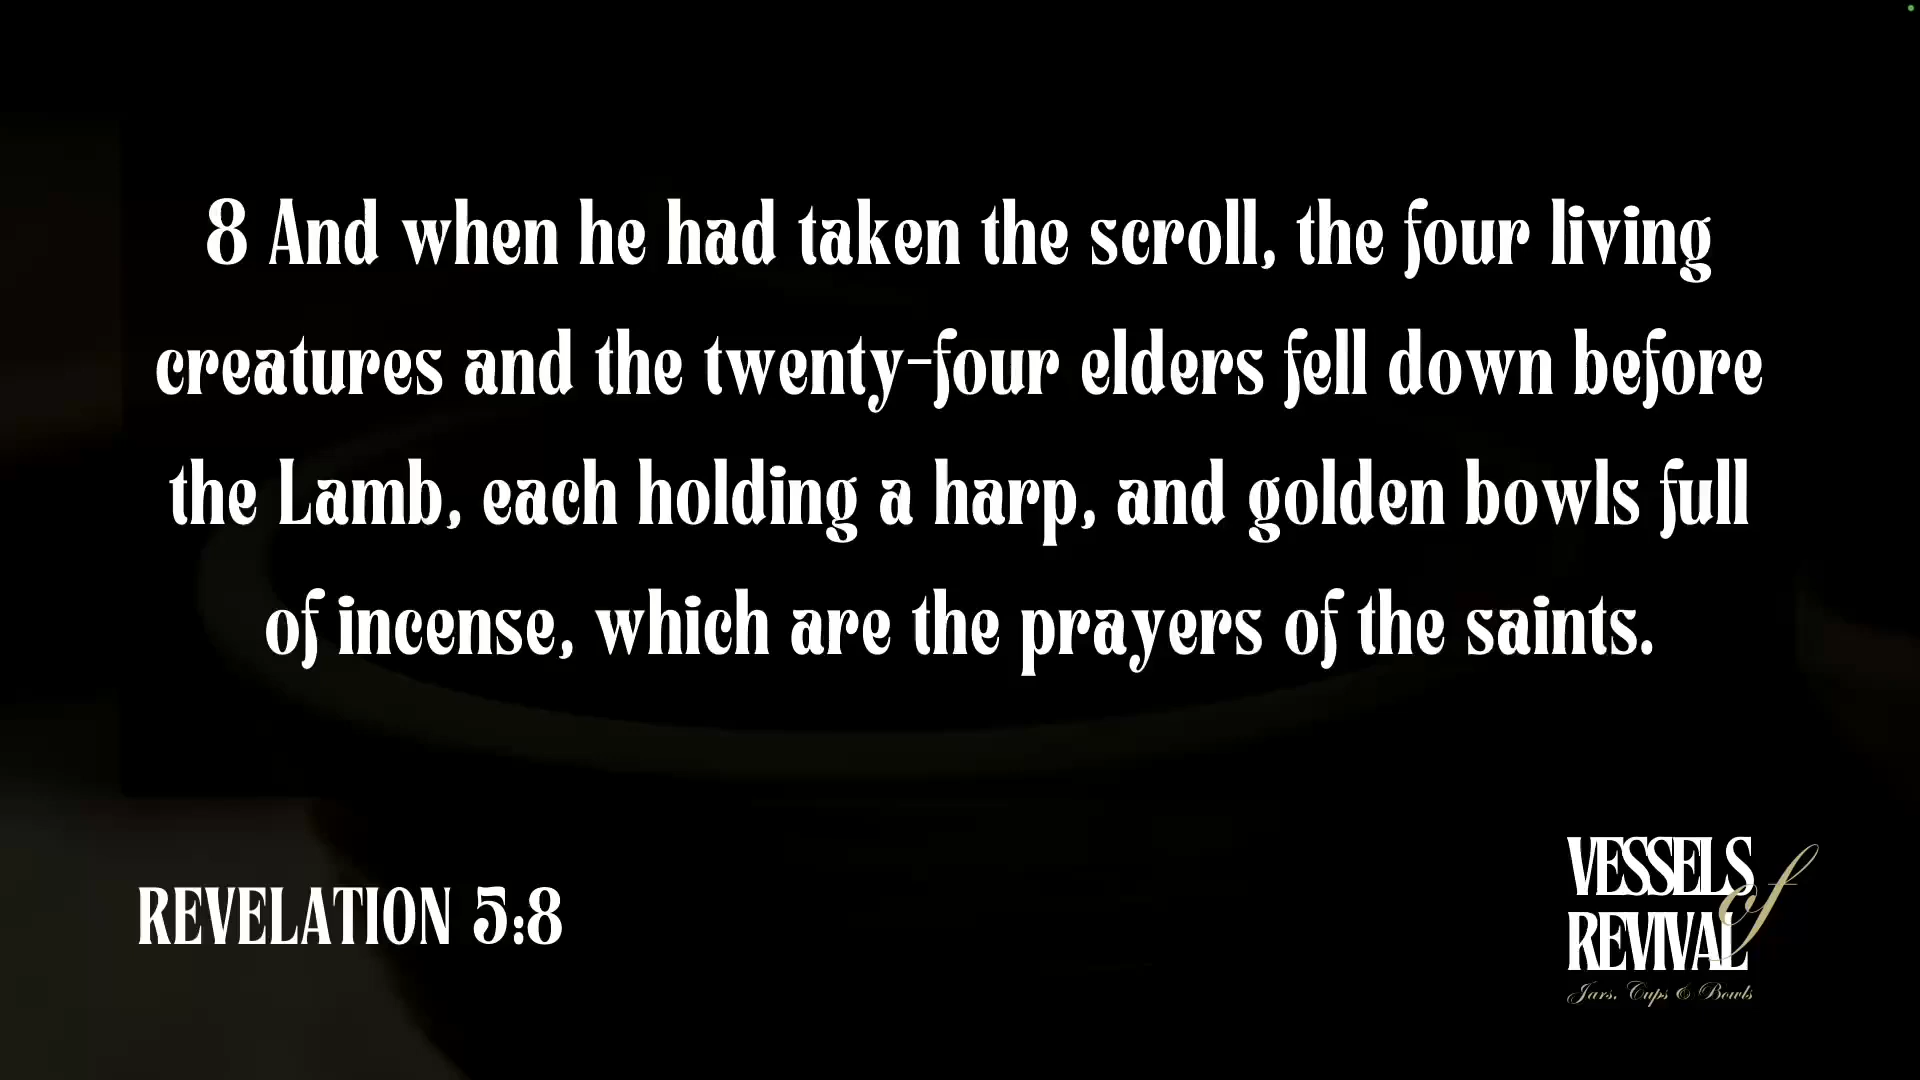 8 And when he had taken the scroll, the four living
creatures and the twenty-four elders fell down before
the Lamb, each holding a harp, and golden bowls full
of incense, which are the prayers of the saints.
REVELATION 5:8
VESSELS
of
REVIVAL
Jars, Cups & Bowls